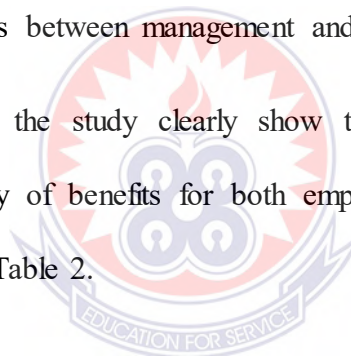 s between management and
the study clearly show t
y of benefits for both emp
Table 2.
EDUCATION FOR SERVICE